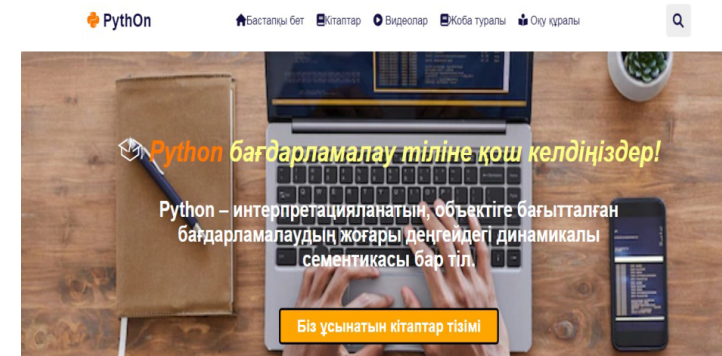 PythOn
Бастапқы бет Кітаптар Видеолар Жоба туралы Оқу құралы
Python бағдарламалау тіліне қош келдіңіздер!
Python – интерпретацияланатын, объектіге бағытталған
бағдарламалаудың жоғары деңгейдегі динамикалы
сементикасы бар тіл.
Біз ұсынатын кітаптар тізімі